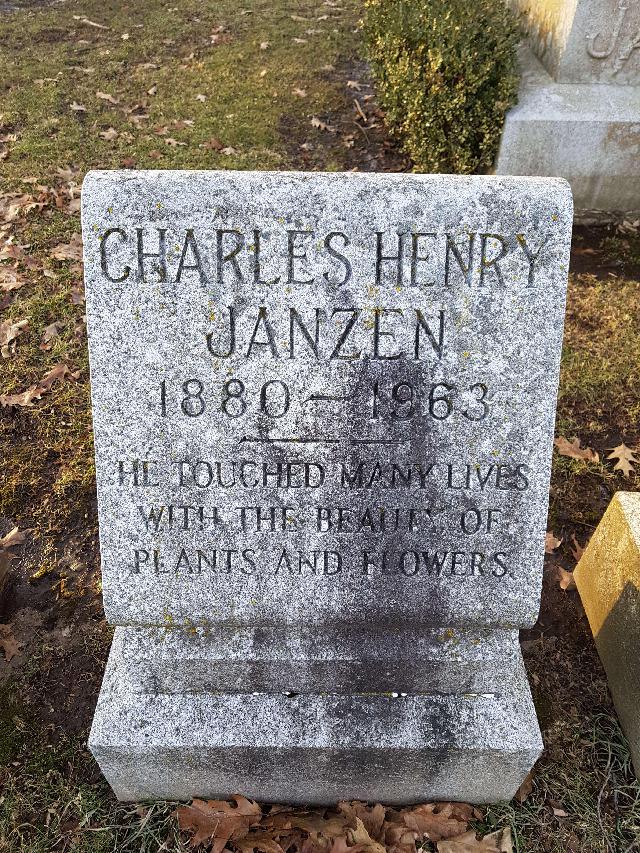 CHARLES HENRY
JANZEN
1880 — 1963
HE TOUCHED MANY LIVES
WITH THE BEAUTY OF
PLANTS AND FLOWERS